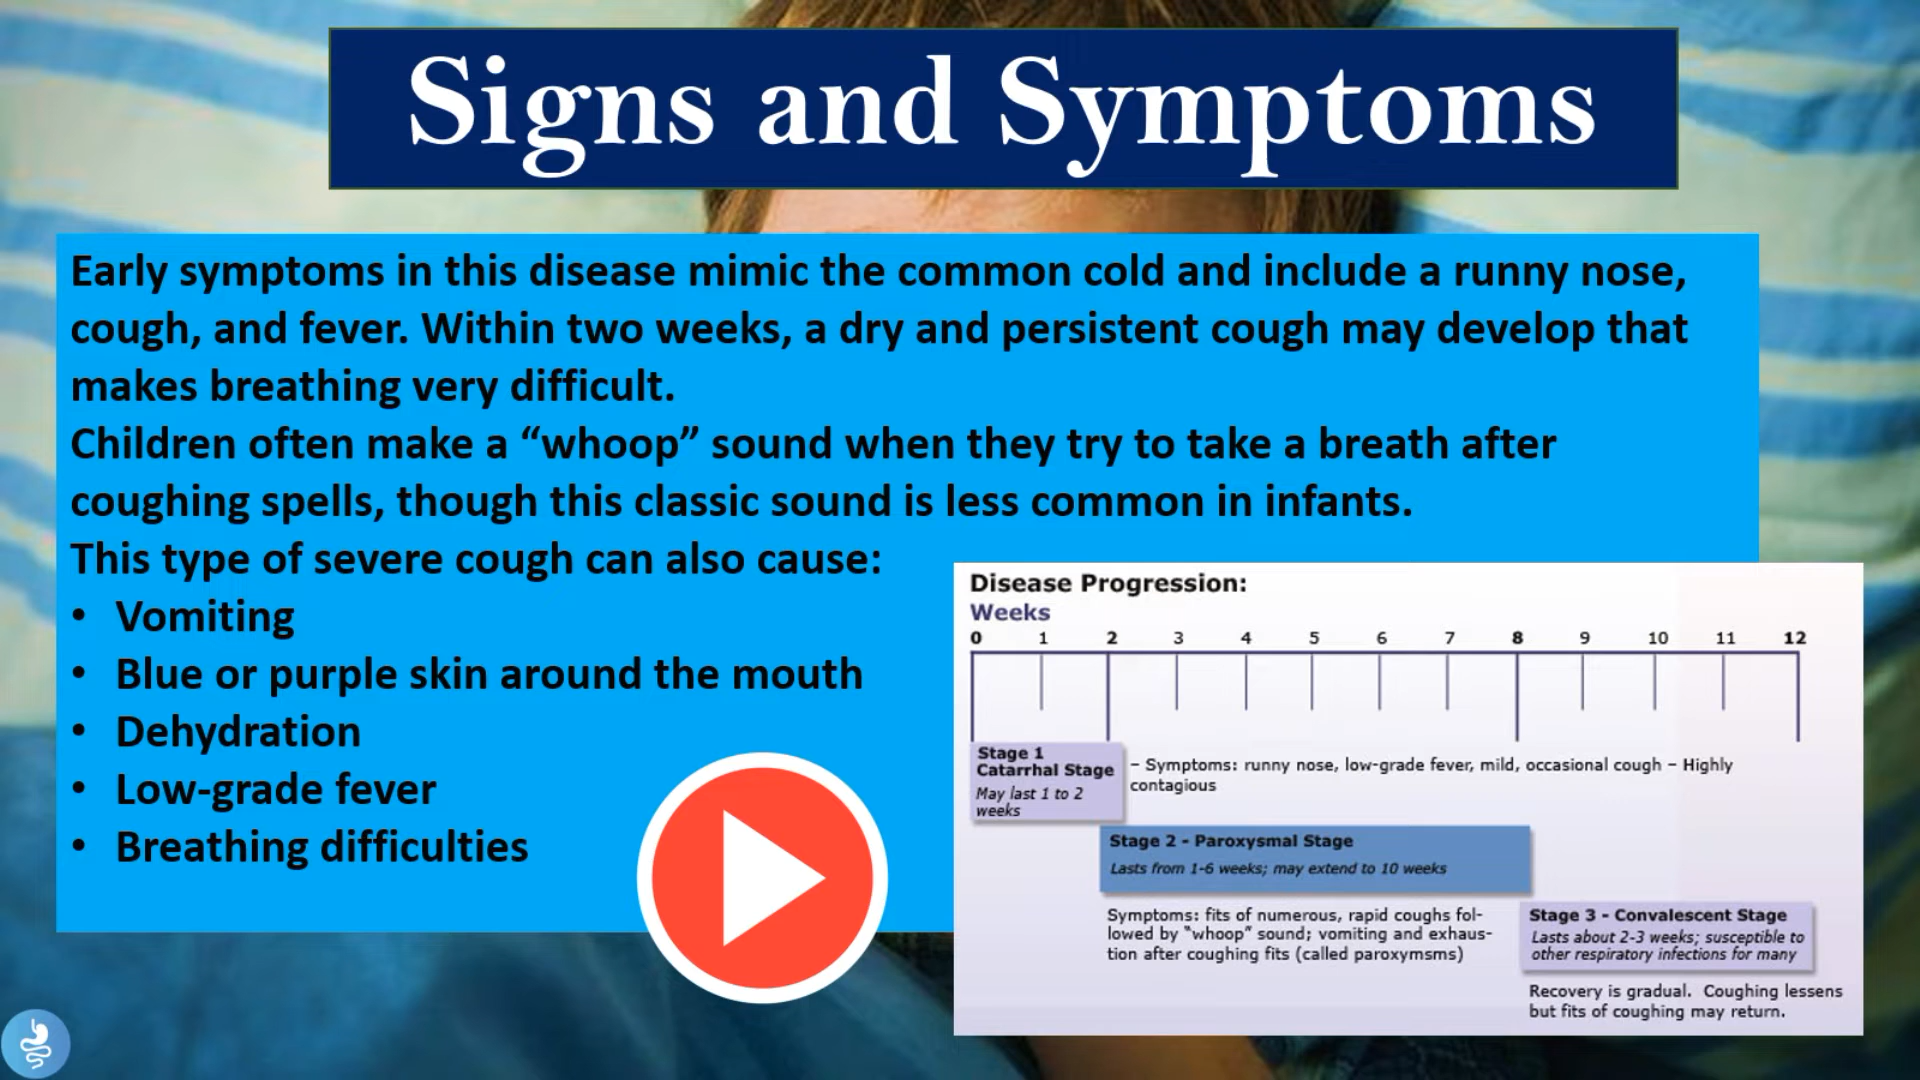 Signs and Symptoms
Early symptoms in this disease mimic the common cold and include a runny nose,
cough, and fever. Within two weeks, a dry and persistent cough may develop that
makes breathing very difficult.
Children often make a “whoop” sound when they try to take a breath after
coughing spells, though this classic sound is less common in infants.
This type of severe cough can also cause:
• Vomiting
• Blue or purple skin around the mouth
• Dehydration
• Low-grade fever
• Breathing difficulties
Disease Progression:
Weeks
0 1 2 3 4 5 6 7 8 9 10 11 12
Stage 1
Catarrhal Stage
May last 1 to 2
weeks
– Symptoms: runny nose, low-grade fever, mild, occasional cough – Highly
contagious
Stage 2 - Paroxysmal Stage
Lasts from 1-6 weeks; may extend to 10 weeks
Symptoms: fits of numerous, rapid coughs fol-
lowed by "whoop" sound; vomiting and exhaus-
tion after coughing fits (called paroxymsms)
Stage 3 - Convalescent Stage
Lasts about 2-3 weeks; susceptible to
other respiratory infections for many
Recovery is gradual. Coughing lessens
but fits of coughing may return.